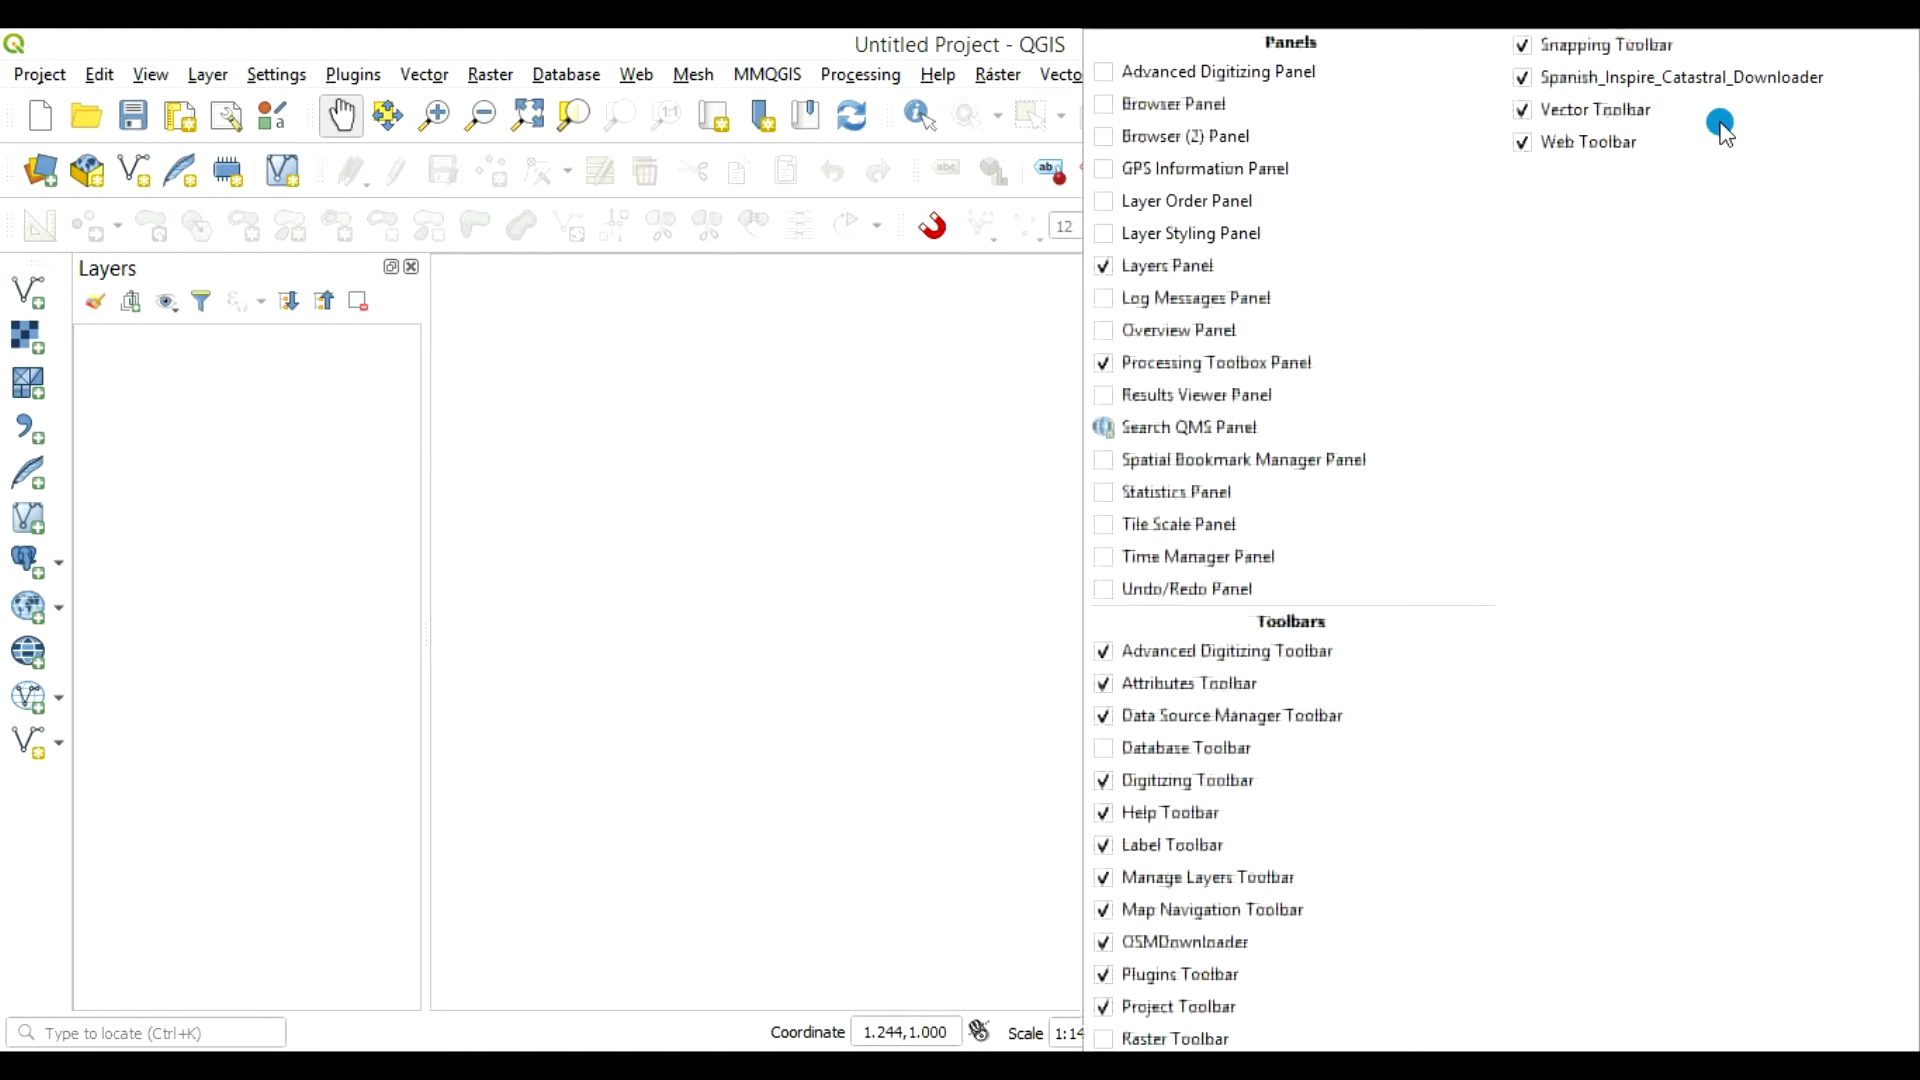 Untitled Project - QGIS
Project Edit View Layer Settings Plugins Vector Raster Database Web Mesh MMQGIS Processing Help Ráster Vecto
1:1
a
abc
ab
12
Layers
Type to locate (Ctrl+K)
Coordinate 1.244,1.000 Scale 1:14
Panels
Advanced Digitizing Panel
Browser Panel
Browser (2) Panel
GPS Information Panel
Layer Order Panel
Layer Styling Panel
Layers Panel
Log Messages Panel
Overview Panel
Processing Toolbox Panel
Results Viewer Panel
Search QMS Panel
Spatial Bookmark Manager Panel
Statistics Panel
Tile Scale Panel
Time Manager Panel
Undo/Redo Panel
Toolbars
Advanced Digitizing Toolbar
Attributes Toolbar
Data Source Manager Toolbar
Database Toolbar
Digitizing Toolbar
Help Toolbar
Label Toolbar
Manage Layers Toolbar
Map Navigation Toolbar
OSMDownloader
Plugins Toolbar
Project Toolbar
Raster Toolbar
Snapping Toolbar
Spanish_Inspire_Catastral_Downloader
Vector Toolbar
Web Toolbar